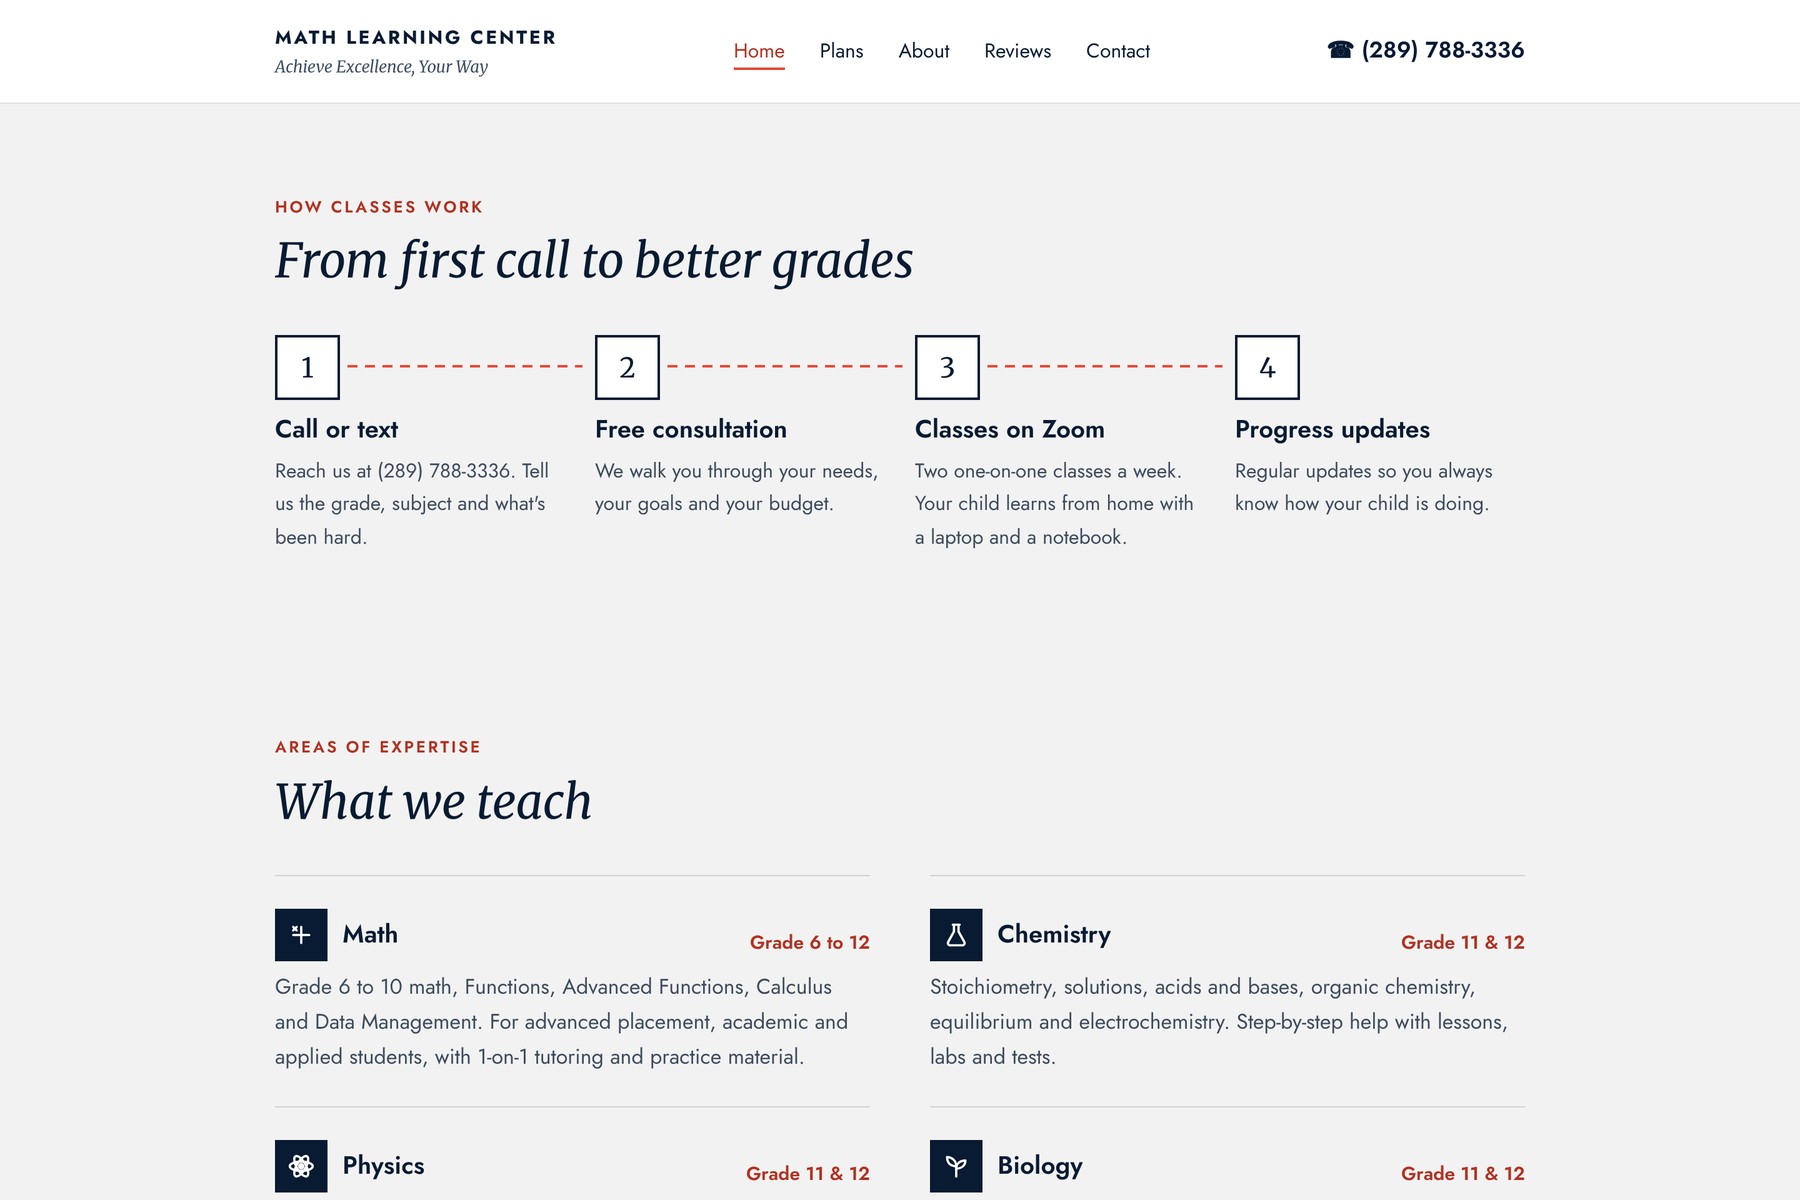 MATH LEARNING CENTER
Achieve Excellence, Your Way
Home Plans About Reviews Contact
☎ (289) 788-3336
HOW CLASSES WORK
From first call to better grades
1
Call or text
Reach us at (289) 788-3336. Tell
us the grade, subject and what's
been hard.
2
Free consultation
We walk you through your needs,
your goals and your budget.
3
Classes on Zoom
Two one-on-one classes a week.
Your child learns from home with
a laptop and a notebook.
4
Progress updates
Regular updates so you always
know how your child is doing.
AREAS OF EXPERTISE
What we teach
Math
Grade 6 to 12
Grade 6 to 10 math, Functions, Advanced Functions, Calculus
and Data Management. For advanced placement, academic and
applied students, with 1-on-1 tutoring and practice material.
Chemistry
Grade 11 & 12
Stoichiometry, solutions, acids and bases, organic chemistry,
equilibrium and electrochemistry. Step-by-step help with lessons,
labs and tests.
Physics
Grade 11 & 12
Biology
Grade 11 & 12